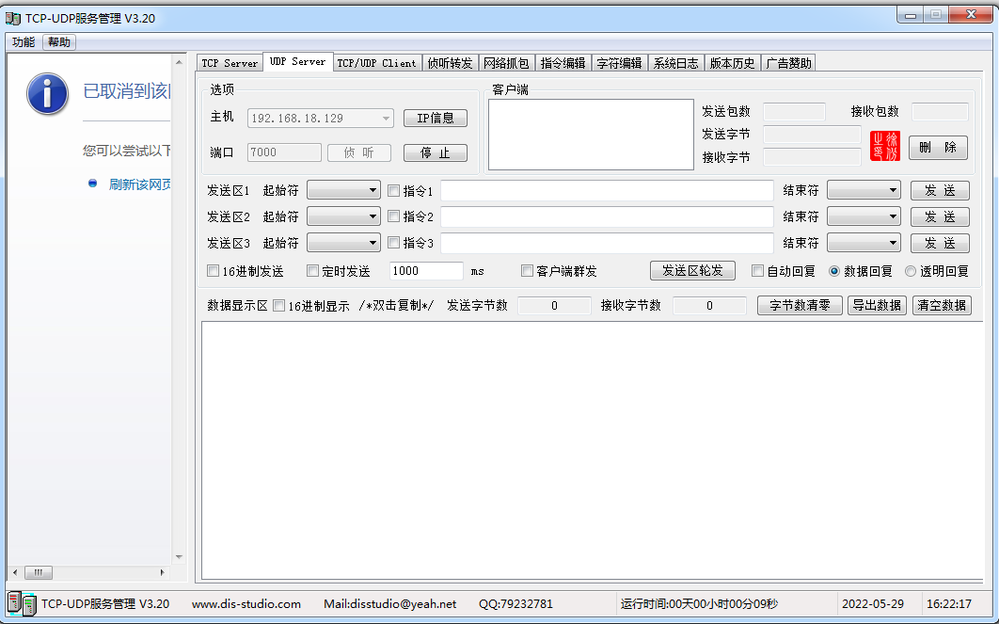 TCP-UDP服务管理 V3.20
功能 帮助
已取消到该
您可以尝试以下
刷新该网页
TCP Server UDP Server TCP/UDP Client 侦听转发 网络抓包 指令编辑 字符编辑 系统日志 版本历史 广告赞助
选项
主机 192.168.18.129 IP信息
端口 7000 侦 听 停 止
客户端
发送包数 接收包数
发送字节
接收字节
删 除
发送区1 起始符 指令1 结束符 发 送
发送区2 起始符 指令2 结束符 发 送
发送区3 起始符 指令3 结束符 发 送
16进制发送 定时发送 1000 ms 客户端群发 发送区轮发 自动回复 数据回复 透明回复
数据显示区 16进制显示 /*双击复制*/ 发送字节数 0 接收字节数 0 字节数清零 导出数据 清空数据
TCP-UDP服务管理 V3.20 www.dis-studio.com Mail:disstudio@yeah.net QQ:79232781 运行时间:00天00小时00分09秒 2022-05-29 16:22:17